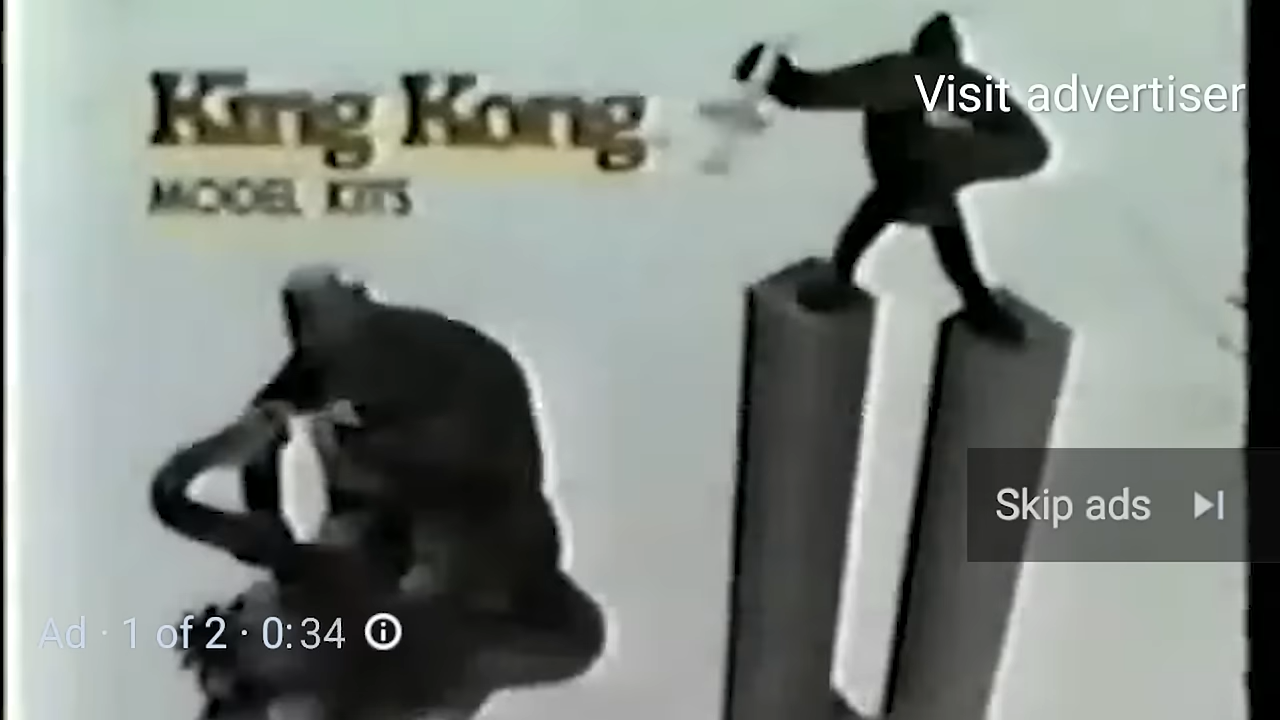 King Kong
MODEL KITS
Visit advertiser
Skip ads
Ad · 1 of 2 · 0:34